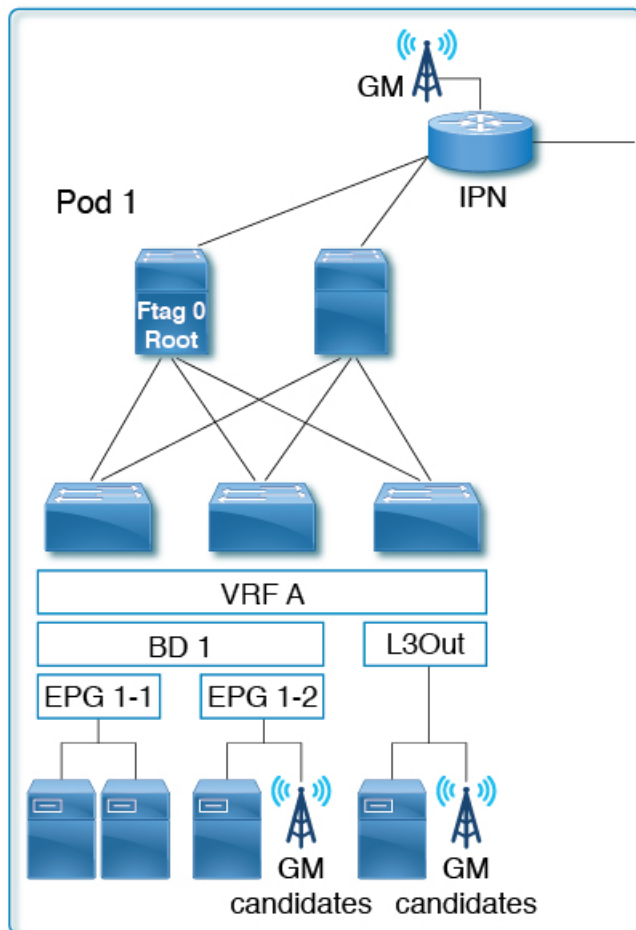 GM
IPN
Pod 1
Ftag 0
Root
VRF A
BD 1
L3Out
EPG 1-1
EPG 1-2
GM
candidates
GM
candidates